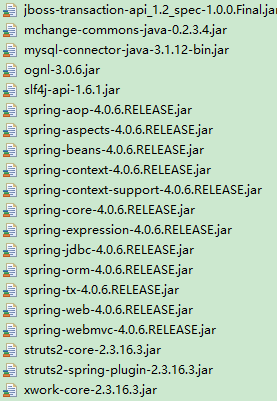 jboss-transaction-api_1.2_spec-1.0.0.Final.jar
mchange-commons-java-0.2.3.4.jar
mysql-connector-java-3.1.12-bin.jar
ognl-3.0.6.jar
slf4j-api-1.6.1.jar
spring-aop-4.0.6.RELEASE.jar
spring-aspects-4.0.6.RELEASE.jar
spring-beans-4.0.6.RELEASE.jar
spring-context-4.0.6.RELEASE.jar
spring-context-support-4.0.6.RELEASE.jar
spring-core-4.0.6.RELEASE.jar
spring-expression-4.0.6.RELEASE.jar
spring-jdbc-4.0.6.RELEASE.jar
spring-orm-4.0.6.RELEASE.jar
spring-tx-4.0.6.RELEASE.jar
spring-web-4.0.6.RELEASE.jar
spring-webmvc-4.0.6.RELEASE.jar
struts2-core-2.3.16.3.jar
struts2-spring-plugin-2.3.16.3.jar
xwork-core-2.3.16.3.jar